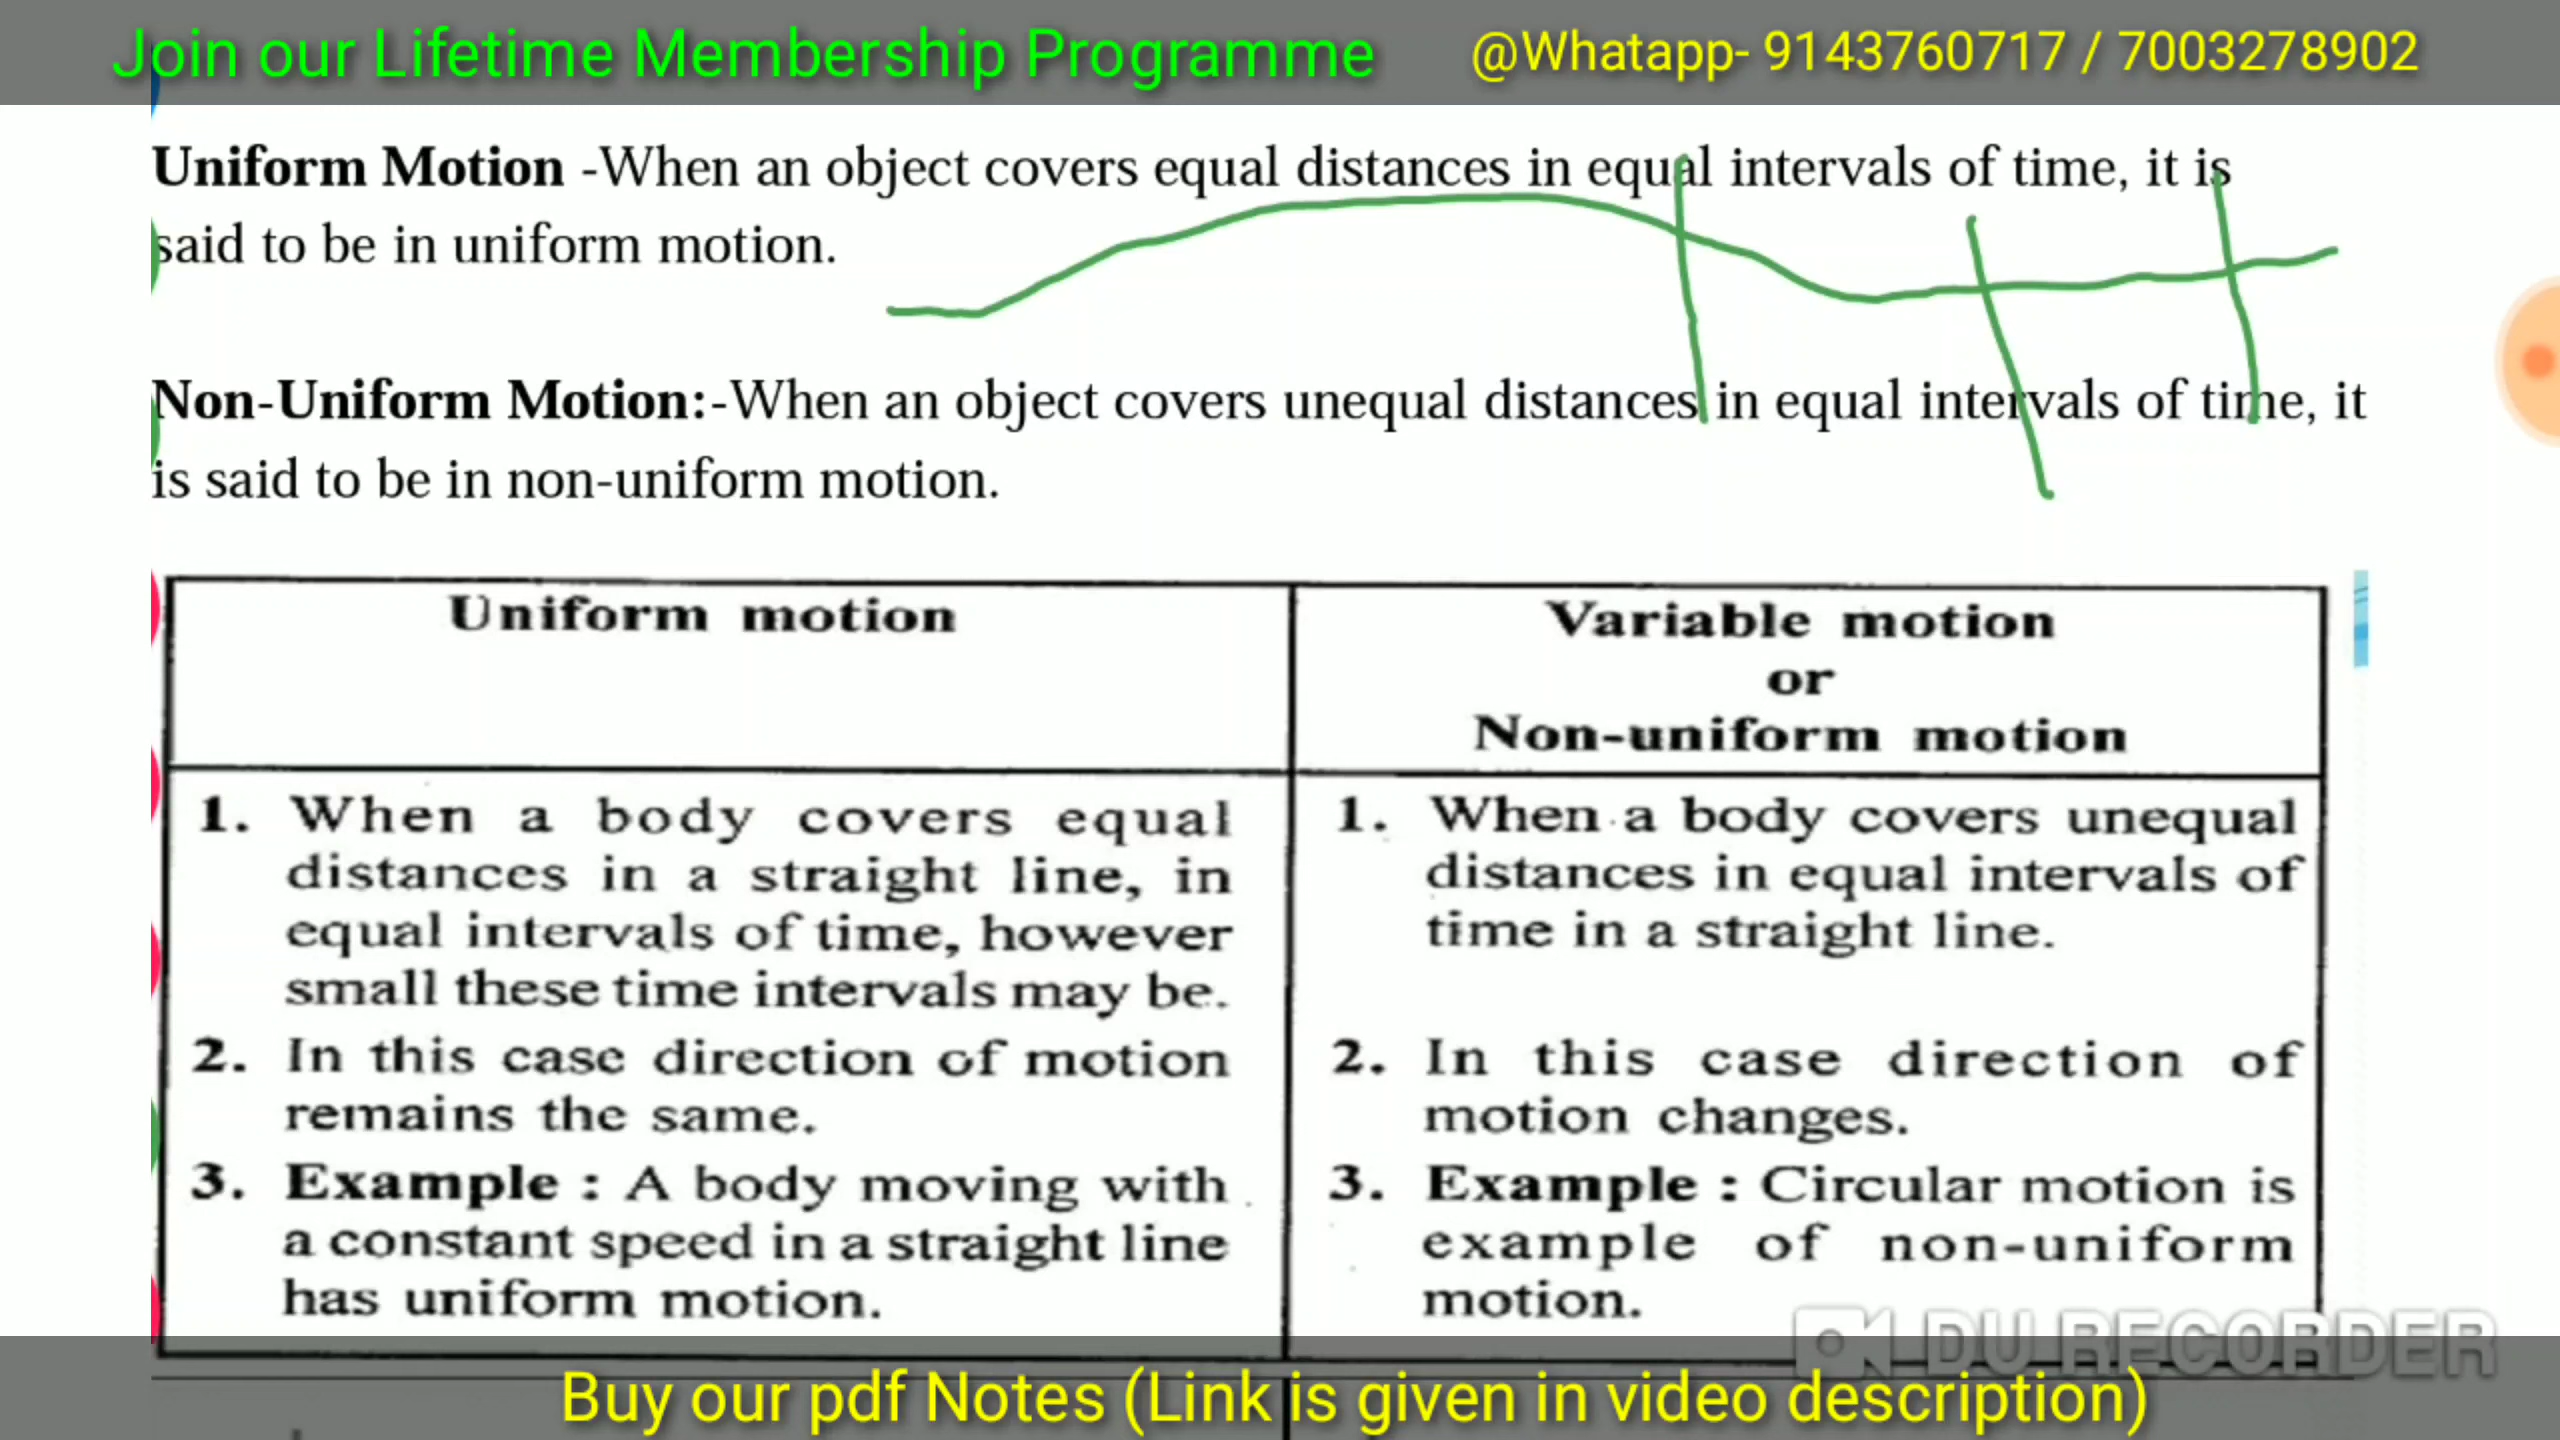 Join our Lifetime Membership Programme @Whatapp- 9143760717 / 7003278902
Uniform Motion -When an object covers equal distances in equal intervals of time, it is
said to be in uniform motion.
Non-Uniform Motion:-When an object covers unequal distances in equal intervals of time, it
is said to be in non-uniform motion.
Uniform motion
Variable motion
or
Non-uniform motion
1. When a body covers equal
distances in a straight line, in
equal intervals of time, however
small these time intervals may be.
2. In this case direction of motion
remains the same.
3. Example : A body moving with
a constant speed in a straight line
has uniform motion.
1. When a body covers unequal
distances in equal intervals of
time in a straight line.
2. In this case direction of
motion changes.
3. Example : Circular motion is
example of non-uniform
motion.
DU RECORDER
Buy our pdf Notes (Link is given in video description)